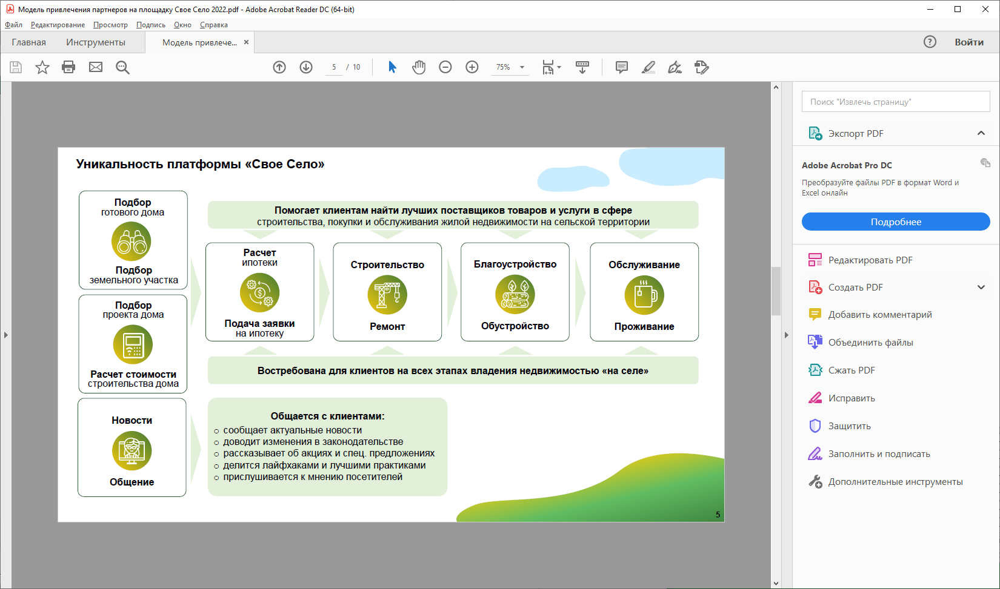 Модель привлечения партнеров на площадку Свое Село 2022.pdf - Adobe Acrobat Reader DC (64-bit)
Файл Редактирование Просмотр Подпись Окно Справка
Главная Инструменты Модель привлече... Войти
5 / 10 75%
Поиск "Извлечь страницу"
Экспорт PDF
Adobe Acrobat Pro DC
Преобразуйте файлы PDF в формат Word и
Excel онлайн
Подробнее
Редактировать PDF
Создать PDF
Добавить комментарий
Объединить файлы
Сжать PDF
Исправить
Защитить
Заполнить и подписать
Дополнительные инструменты
Уникальность платформы «Свое Село»
Подбор
готового дома
Подбор
земельного участка
Подбор
проекта дома
Расчет стоимости
строительства дома
Новости
Общение
Помогает клиентам найти лучших поставщиков товаров и услуги в сфере
строительства, покупки и обслуживания жилой недвижимости на сельской территории
Расчет
ипотеки
Подача заявки
на ипотеку
Строительство
Ремонт
Благоустройство
Обустройство
Обслуживание
Проживание
Востребована для клиентов на всех этапах владения недвижимостью «на селе»
Общается с клиентами:
○ сообщает актуальные новости
○ доводит изменения в законодательстве
○ рассказывает об акциях и спец. предложениях
○ делится лайфхаками и лучшими практиками
○ прислушивается к мнению посетителей
5